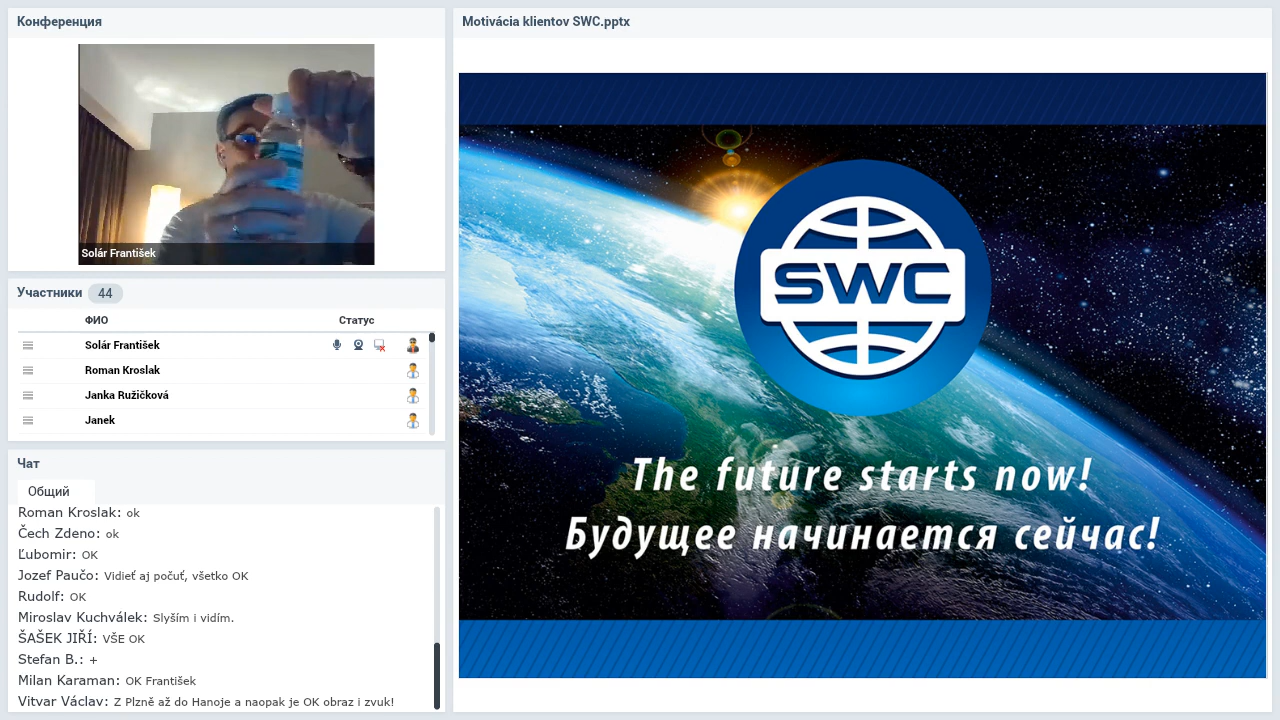 Конференция
Solár František
Участники 44
ФИО Статус
Solár František
Roman Kroslak
Janka Ružičková
Janek
Чат
Общий
Roman Kroslak: ok
Čech Zdeno: ok
Ľubomir: OK
Jozef Paučo: Vidieť aj počuť, všetko OK
Rudolf: OK
Miroslav Kuchválek: Slyším i vidím.
ŠAŠEK JIŘÍ: VŠE OK
Stefan B.: +
Milan Karaman: OK František
Vitvar Václav: Z Plzně až do Hanoje a naopak je OK obraz i zvuk!
Motivácia klientov SWC.pptx
SWC
The future starts now!
Будущее начинается сейчас!